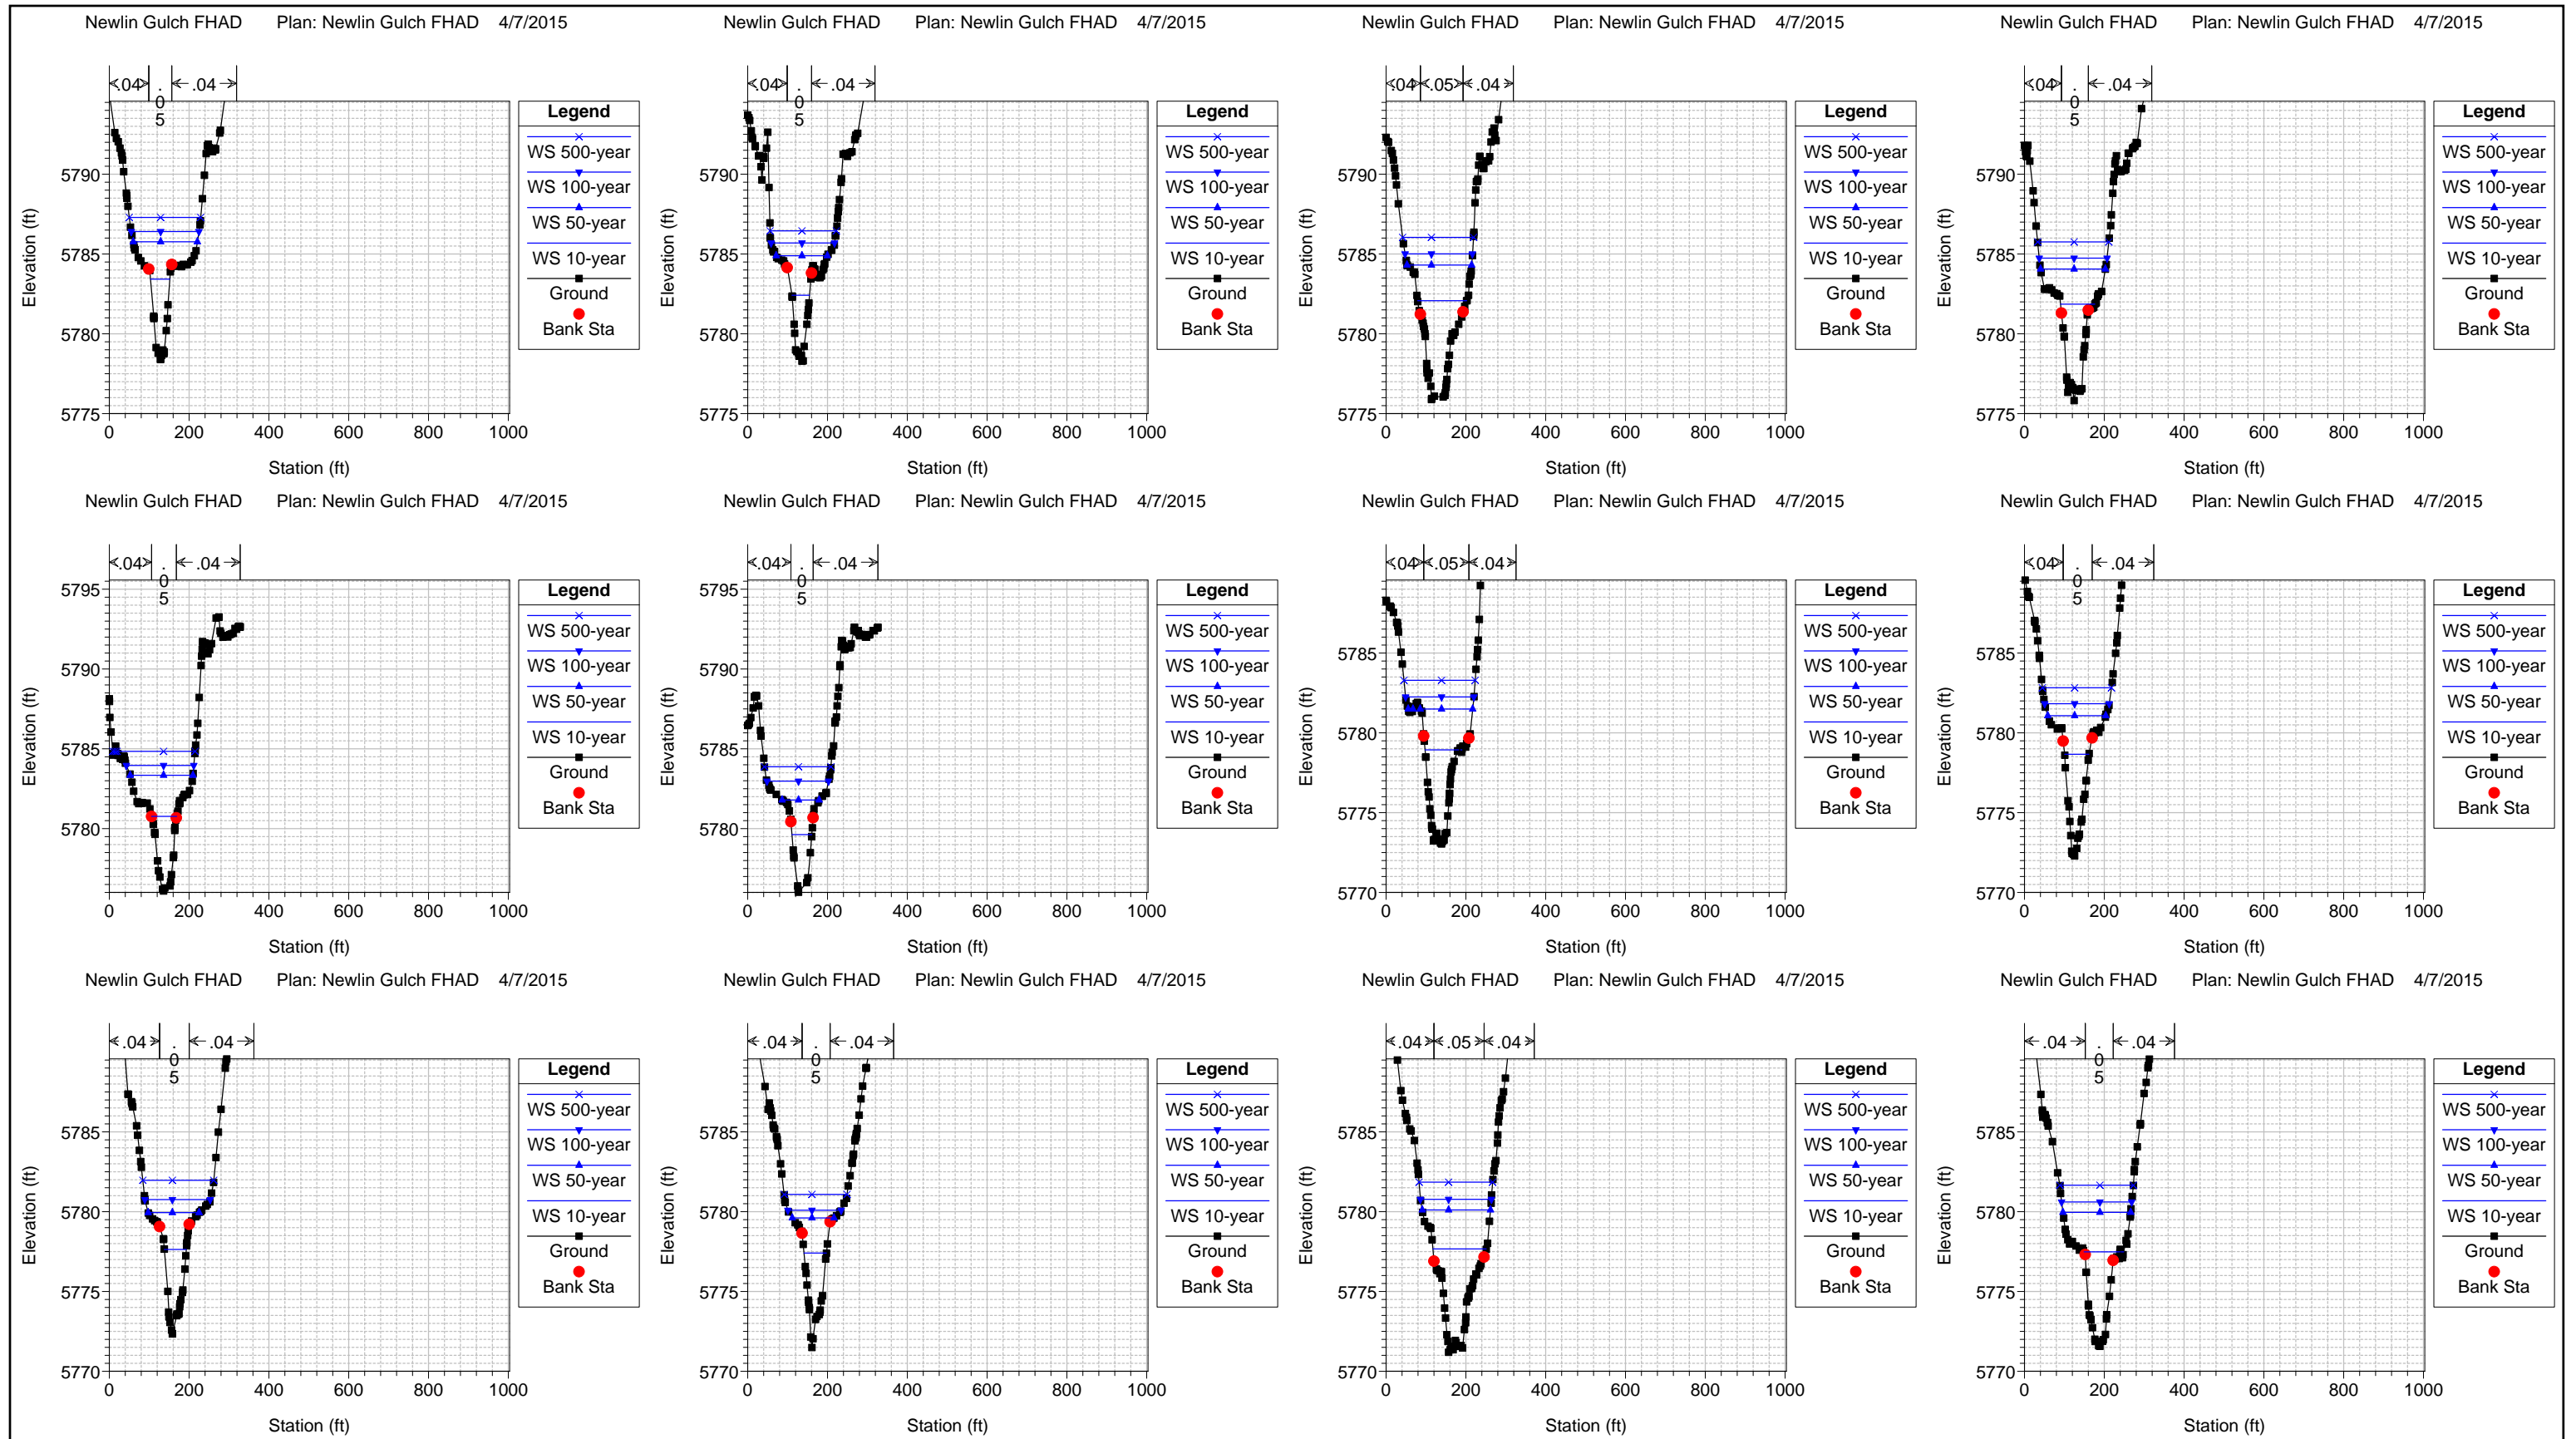 Newlin Gulch FHAD Plan: Newlin Gulch FHAD 4/7/2015
.04 .05 .04
Elevation (ft)
5790
5785
5780
5775
0 200 400 600 800 1000
Station (ft)
Legend
WS 500-year
WS 100-year
WS 50-year
WS 10-year
Ground
Bank Sta
Newlin Gulch FHAD Plan: Newlin Gulch FHAD 4/7/2015
.04 .05 .04
Elevation (ft)
5790
5785
5780
5775
0 200 400 600 800 1000
Station (ft)
Legend
WS 500-year
WS 100-year
WS 50-year
WS 10-year
Ground
Bank Sta
Newlin Gulch FHAD Plan: Newlin Gulch FHAD 4/7/2015
.04 .05 .04
Elevation (ft)
5790
5785
5780
5775
0 200 400 600 800 1000
Station (ft)
Legend
WS 500-year
WS 100-year
WS 50-year
WS 10-year
Ground
Bank Sta
Newlin Gulch FHAD Plan: Newlin Gulch FHAD 4/7/2015
.04 .05 .04
Elevation (ft)
5790
5785
5780
5775
0 200 400 600 800 1000
Station (ft)
Legend
WS 500-year
WS 100-year
WS 50-year
WS 10-year
Ground
Bank Sta
Newlin Gulch FHAD Plan: Newlin Gulch FHAD 4/7/2015
.04 .05 .04
Elevation (ft)
5795
5790
5785
5780
0 200 400 600 800 1000
Station (ft)
Legend
WS 500-year
WS 100-year
WS 50-year
WS 10-year
Ground
Bank Sta
Newlin Gulch FHAD Plan: Newlin Gulch FHAD 4/7/2015
.04 .05 .04
Elevation (ft)
5795
5790
5785
5780
0 200 400 600 800 1000
Station (ft)
Legend
WS 500-year
WS 100-year
WS 50-year
WS 10-year
Ground
Bank Sta
Newlin Gulch FHAD Plan: Newlin Gulch FHAD 4/7/2015
.04 .05 .04
Elevation (ft)
5785
5780
5775
5770
0 200 400 600 800 1000
Station (ft)
Legend
WS 500-year
WS 100-year
WS 50-year
WS 10-year
Ground
Bank Sta
Newlin Gulch FHAD Plan: Newlin Gulch FHAD 4/7/2015
.04 .05 .04
Elevation (ft)
5785
5780
5775
5770
0 200 400 600 800 1000
Station (ft)
Legend
WS 500-year
WS 100-year
WS 50-year
WS 10-year
Ground
Bank Sta
Newlin Gulch FHAD Plan: Newlin Gulch FHAD 4/7/2015
.04 .05 .04
Elevation (ft)
5785
5780
5775
5770
0 200 400 600 800 1000
Station (ft)
Legend
WS 500-year
WS 100-year
WS 50-year
WS 10-year
Ground
Bank Sta
Newlin Gulch FHAD Plan: Newlin Gulch FHAD 4/7/2015
.04 .05 .04
Elevation (ft)
5785
5780
5775
5770
0 200 400 600 800 1000
Station (ft)
Legend
WS 500-year
WS 100-year
WS 50-year
WS 10-year
Ground
Bank Sta
Newlin Gulch FHAD Plan: Newlin Gulch FHAD 4/7/2015
.04 .05 .04
Elevation (ft)
5785
5780
5775
5770
0 200 400 600 800 1000
Station (ft)
Legend
WS 500-year
WS 100-year
WS 50-year
WS 10-year
Ground
Bank Sta
Newlin Gulch FHAD Plan: Newlin Gulch FHAD 4/7/2015
.04 .05 .04
Elevation (ft)
5785
5780
5775
5770
0 200 400 600 800 1000
Station (ft)
Legend
WS 500-year
WS 100-year
WS 50-year
WS 10-year
Ground
Bank Sta